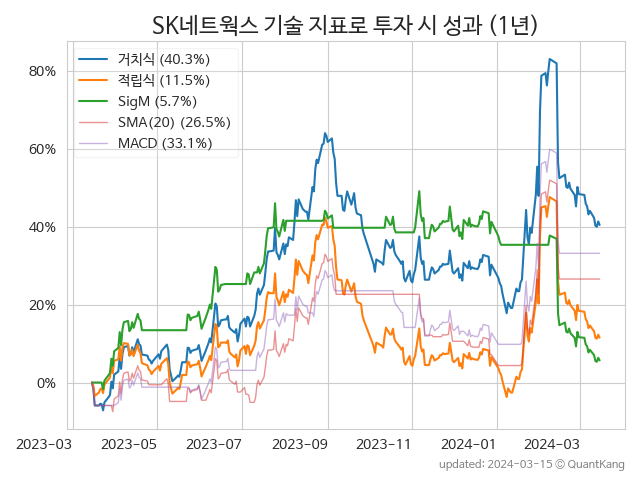 SK네트웍스 기술 지표로 투자 시 성과 (1년)
거치식 (40.3%)
적립식 (11.5%)
SigM (5.7%)
SMA(20) (26.5%)
MACD (33.1%)
80%
60%
40%
20%
0%
2023-03 2023-05 2023-07 2023-09 2023-11 2024-01 2024-03
updated: 2024-03-15 ⓒ QuantKang